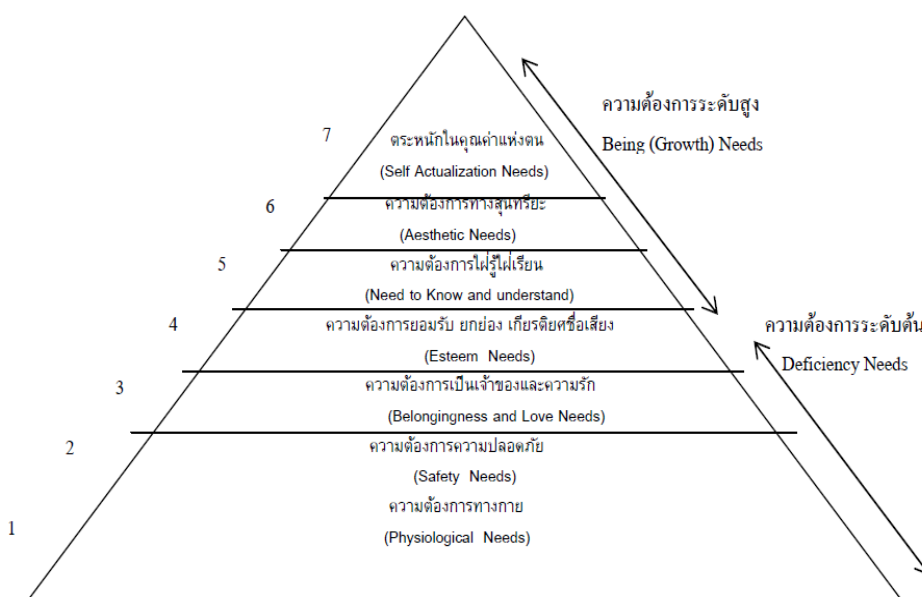 7
ตระหนักในคุณค่าแห่งตน
(Self Actualization Needs)
6
ความต้องการทางสุนทรียะ
(Aesthetic Needs)
5
ความต้องการใฝ่รู้ใฝ่เรียน
(Need to Know and understand)
4
ความต้องการยอมรับ ยกย่อง เกียรติยศชื่อเสียง
(Esteem Needs)
3
ความต้องการเป็นเจ้าของและความรัก
(Belongingness and Love Needs)
2
ความต้องการความปลอดภัย
(Safety Needs)
1
ความต้องการทางกาย
(Physiological Needs)
ความต้องการระดับสูง
Being (Growth) Needs
ความต้องการระดับต้น
Deficiency Needs